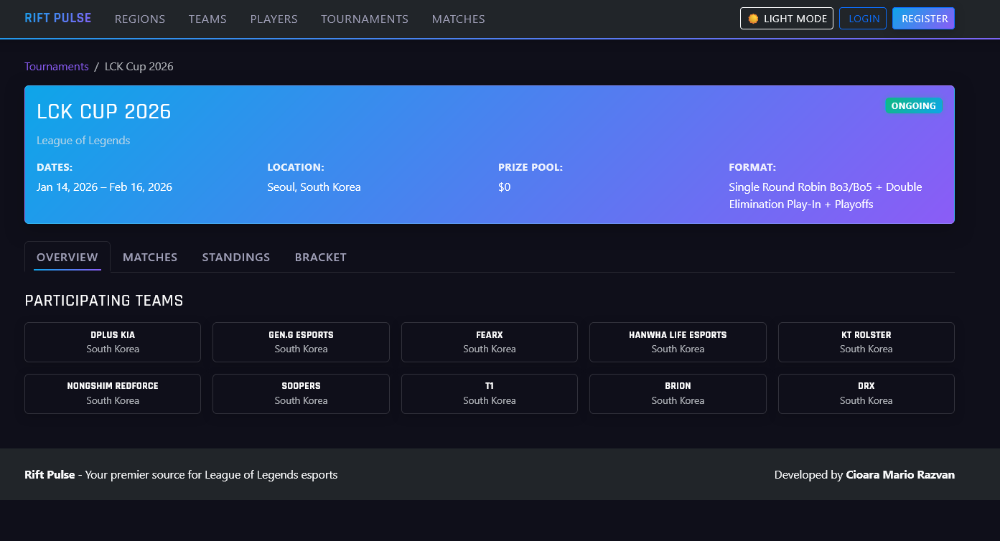 RIFT PULSE REGIONS TEAMS PLAYERS TOURNAMENTS MATCHES LIGHT MODE LOGIN REGISTER
Tournaments / LCK Cup 2026
LCK CUP 2026 ONGOING
League of Legends
DATES: LOCATION: PRIZE POOL: FORMAT:
Jan 14, 2026 – Feb 16, 2026 Seoul, South Korea $0 Single Round Robin Bo3/Bo5 + Double
Elimination Play-In + Playoffs
OVERVIEW MATCHES STANDINGS BRACKET
PARTICIPATING TEAMS
DPLUS KIA GEN.G ESPORTS FEARX HANWHA LIFE ESPORTS KT ROLSTER
South Korea South Korea South Korea South Korea South Korea
NONGSHIM REDFORCE SOOPERS T1 BRION DRX
South Korea South Korea South Korea South Korea South Korea
Rift Pulse - Your premier source for League of Legends esports Developed by Cioara Mario Razvan